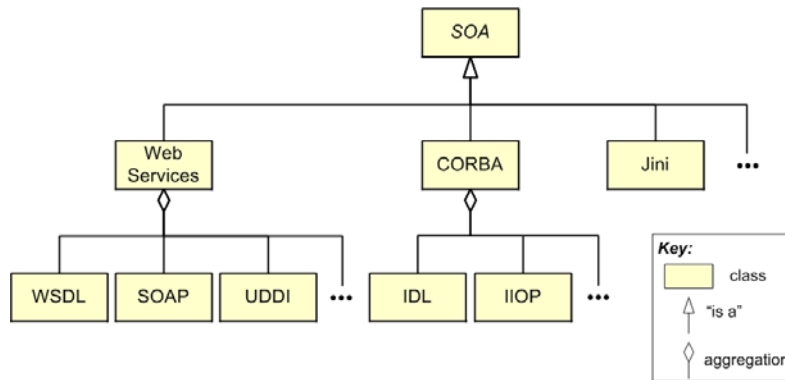 SOA
Web
Services
CORBA
Jini
...
WSDL
SOAP
UDDI
...
IDL
IIOP
...
Key:
class
"is a"
aggregation